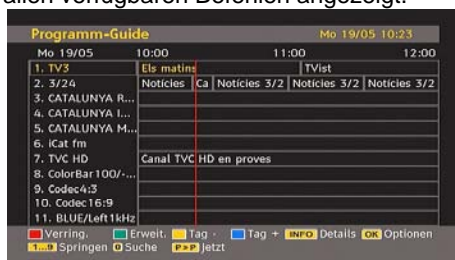 allen verfügbaren Befehlen angezeigt.
Programm-Guide Mo 19/05 10:23
Mo 19/05 10:00 11:00 12:00
1. TV3 Els matins TVist
2. 3/24 Notícies Ca Notícies 3/2 Notícies 3/2 Notícies 3/2
3. CATALUNYA R...
4. CATALUNYA I...
5. CATALUNYA M...
6. iCat fm
7. TVC HD Canal TVC HD en proves
8. ColorBar100/-...
9. Codec4:3
10. Codec16:9
11. BLUE/Left1kHz
Verring. Erweit. Tag - Tag + INFO Details OK Optionen
1...9 Springen 0 Suche P»P Jetzt